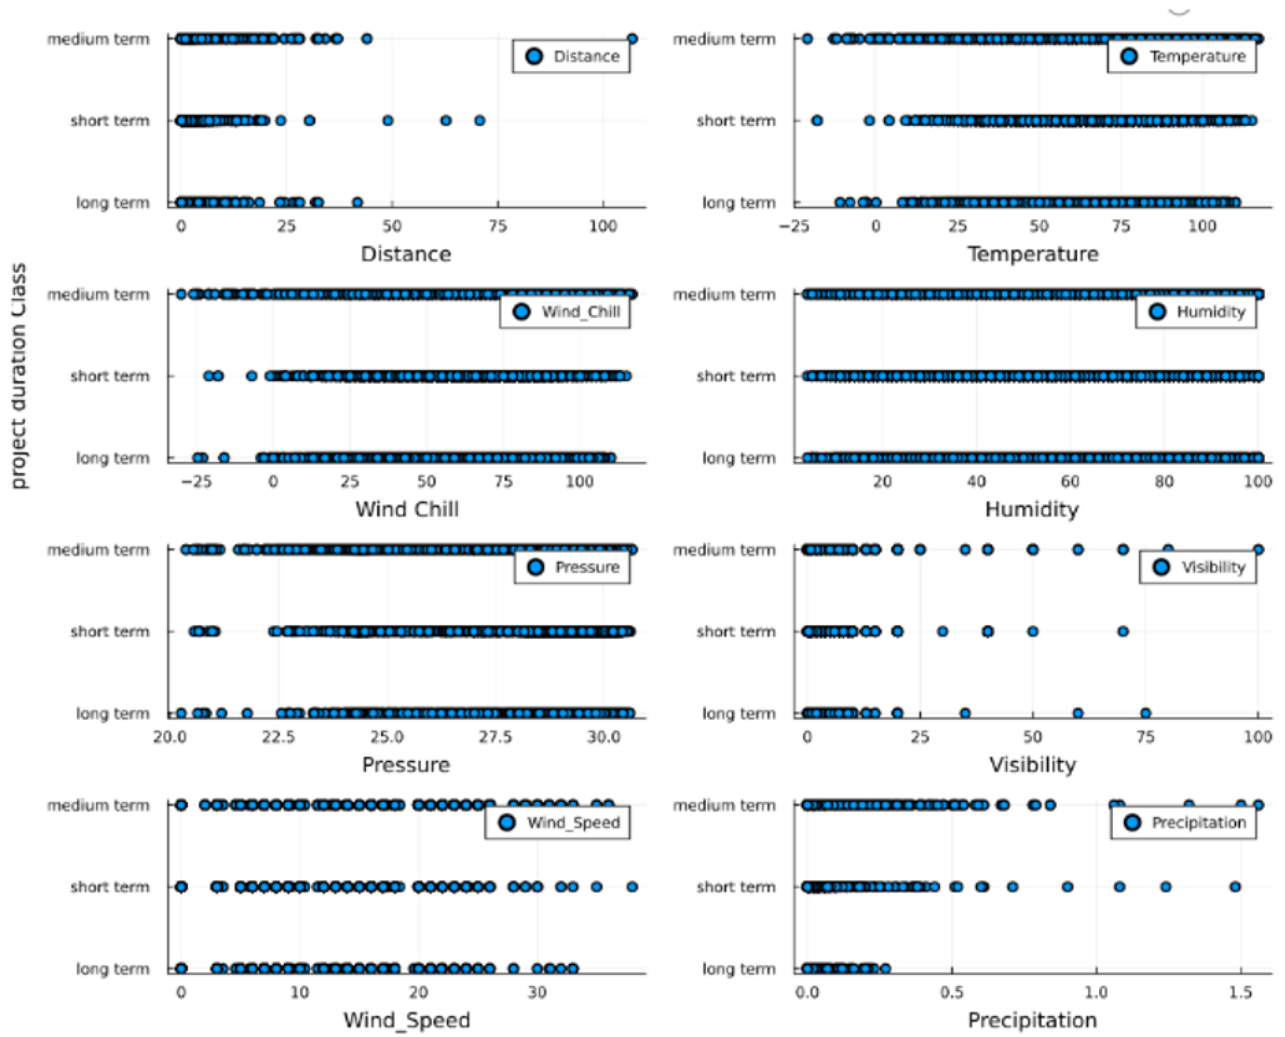 project duration Class
medium term
short term
long term
Distance
0 25 50 75 100
Distance
medium term
short term
long term
Temperature
−25 0 25 50 75 100
Temperature
medium term
short term
long term
Wind_Chill
−25 0 25 50 75 100
Wind Chill
medium term
short term
long term
Humidity
20 40 60 80 100
Humidity
medium term
short term
long term
Pressure
20.0 22.5 25.0 27.5 30.0
Pressure
medium term
short term
long term
Visibility
0 25 50 75 100
Visibility
medium term
short term
long term
Wind_Speed
0 10 20 30
Wind_Speed
medium term
short term
long term
Precipitation
0.0 0.5 1.0 1.5
Precipitation